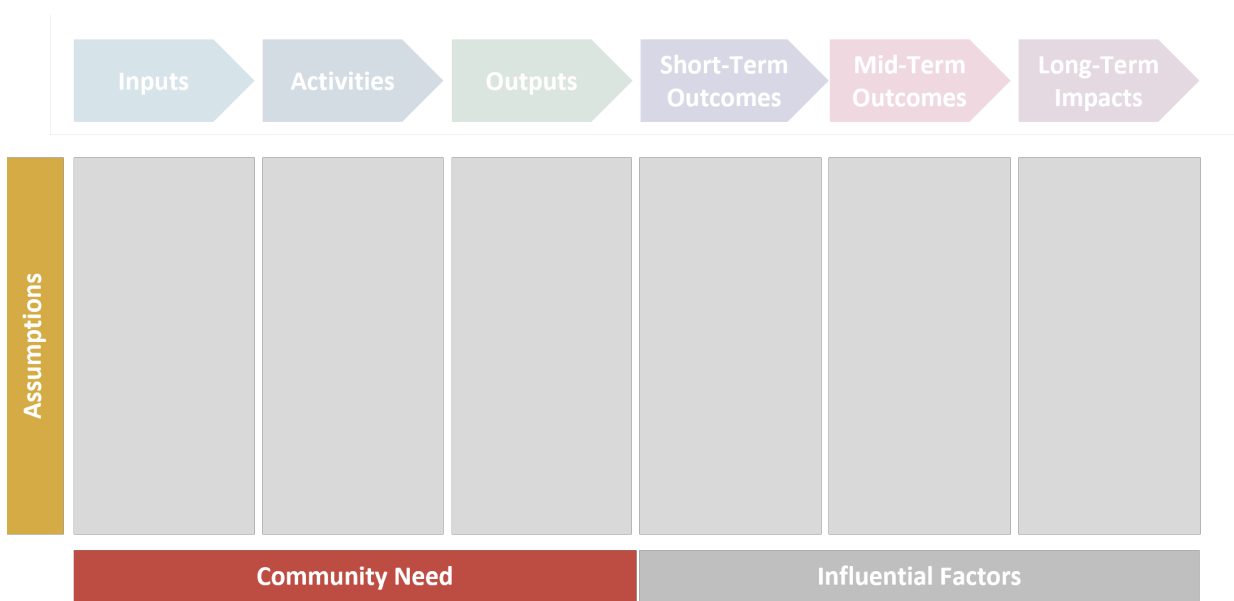 Inputs
Activities
Outputs
Short-Term
Outcomes
Mid-Term
Outcomes
Long-Term
Impacts
Assumptions
Community Need
Influential Factors